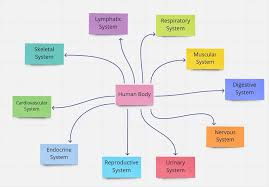 Lymphatic
System
Respiratory
System
Skeletal
System
Muscular
System
Digestive
System
Human Body
Cardiovascular
System
Nervous
System
Endocrine
System
Reproductive
System
Urinary
System